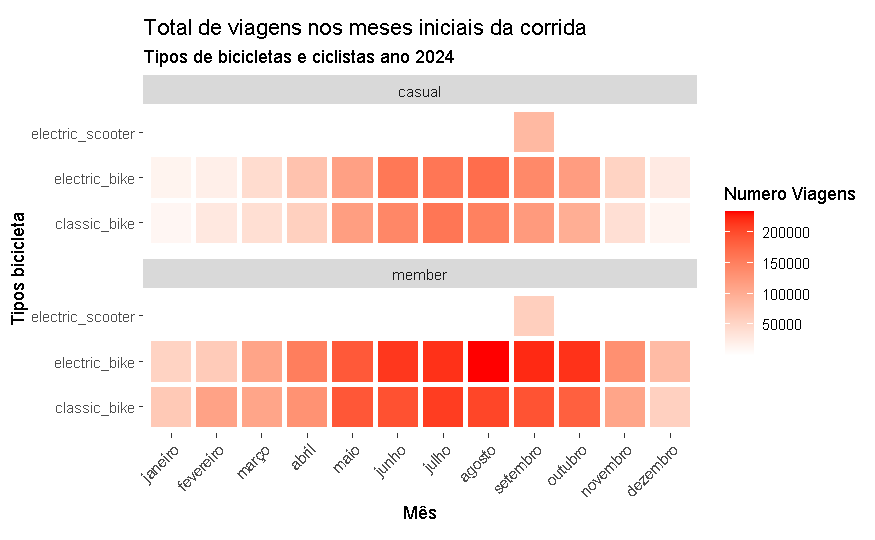 Total de viagens nos meses iniciais da corrida
Tipos de bicicletas e ciclistas ano 2024
casual
electric_scooter
electric_bike
classic_bike
member
electric_scooter
electric_bike
classic_bike
janeiro
fevereiro
março
abril
maio
junho
julho
agosto
setembro
outubro
novembro
dezembro
Mês
Tipos bicicleta
Numero Viagens
200000
150000
100000
50000